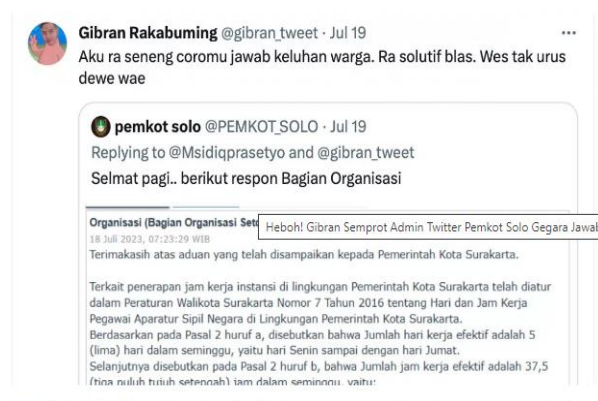 Gibran Rakabuming @gibran_tweet · Jul 19
Aku ra seneng coromu jawab keluhan warga. Ra solutif blas. Wes tak urus
dewe wae
pemkot solo @PEMKOT_SOLO · Jul 19
Replying to @Msidiqprasetyo and @gibran_tweet
Selmat pagi.. berikut respon Bagian Organisasi
Organisasi (Bagian Organisasi Setd
Heboh! Gibran Semprot Admin Twitter Pemkot Solo Gegara Jawab
18 Juli 2023, 07:23:29 WIB
Terimakasih atas aduan yang telah disampaikan kepada Pemerintah Kota Surakarta.
Terkait penerapan jam kerja instansi di lingkungan Pemerintah Kota Surakarta telah diatur
dalam Peraturan Walikota Surakarta Nomor 7 Tahun 2016 tentang Hari dan Jam Kerja
Pegawai Aparatur Sipil Negara di Lingkungan Pemerintah Kota Surakarta.
Berdasarkan pada Pasal 2 huruf a, disebutkan bahwa Jumlah hari kerja efektif adalah 5
(lima) hari dalam seminggu, yaitu hari Senin sampai dengan hari Jumat.
Selanjutnya disebutkan pada Pasal 2 huruf b, bahwa Jumlah jam kerja efektif adalah 37,5
(tiga puluh tujuh setengah) jam dalam seminggu, yaitu: